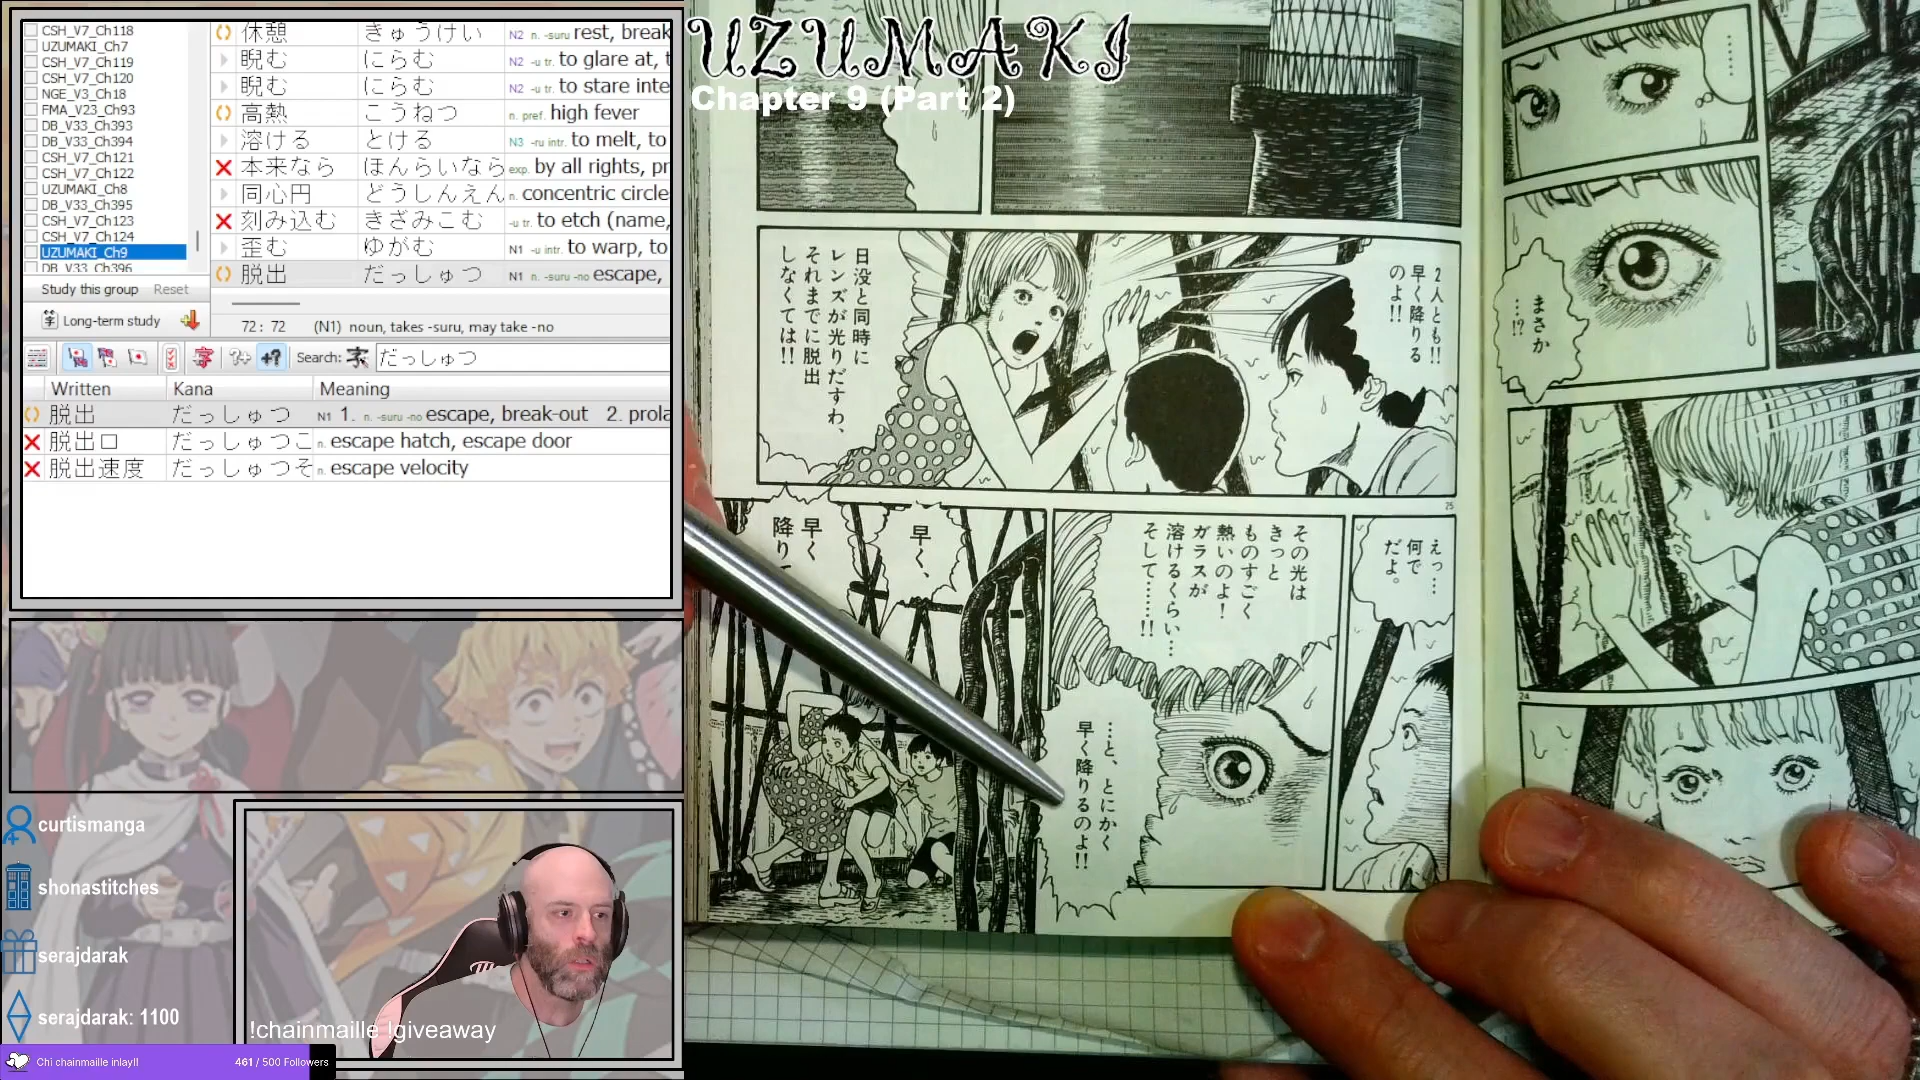 CSH_V7_Ch118
UZUMAKI_Ch7
CSH_V7_Ch119
CSH_V7_Ch120
NGE_V3_Ch18
FMA_V23_Ch93
DB_V33_Ch393
DB_V33_Ch394
CSH_V7_Ch121
CSH_V7_Ch122
UZUMAKI_Ch8
DB_V33_Ch395
CSH_V7_Ch123
CSH_V7_Ch124
UZUMAKI_Ch9
DB_V33_Ch396
Study this group Reset
Long-term study
休憩 きゅうけい N2 n. -suru rest, break
睨む にらむ N2 -u tr. to glare at, t
睨む にらむ N2 -u tr. to stare inte
高熱 こうねつ n. pref. high fever
溶ける とける N3 -ru intr. to melt, to
本来なら ほんらいなら exp. by all rights, pr
同心円 どうしんえん n. concentric circle
刻み込む きざみこむ -u tr. to etch (name,
歪む ゆがむ N1 -u intr. to warp, to
脱出 だっしゅつ N1 n. -suru -no escape,
72: 72 (N1) noun, takes -suru, may take -no
Search: だっしゅつ
Written Kana Meaning
脱出 だっしゅつ N1 1. n. -suru -no escape, break-out 2. prola
脱出口 だっしゅつこ n. escape hatch, escape door
脱出速度 だっしゅつそ n. escape velocity
curtismanga
shonastitches
serajdarak
serajdarak: 1100
!chainmaille !giveaway
Chi chainmaille inlay!! 461 / 500 Followers
UZUMAKI
Chapter 9 (Part 2)
……
まさか
…!?
24
2人とも!!
早く降りる
のよ!!
日没と同時に
レンズが光りだすわ、
それまでに脱出
しなくては!!
25
えっ…
何で
だよ。
その光は
きっと
ものすごく
熱いのよ!
ガラスが
溶けるくらい…
そして……!!
…と、とにかく
早く降りるのよ!!
早く、
早く
降りて